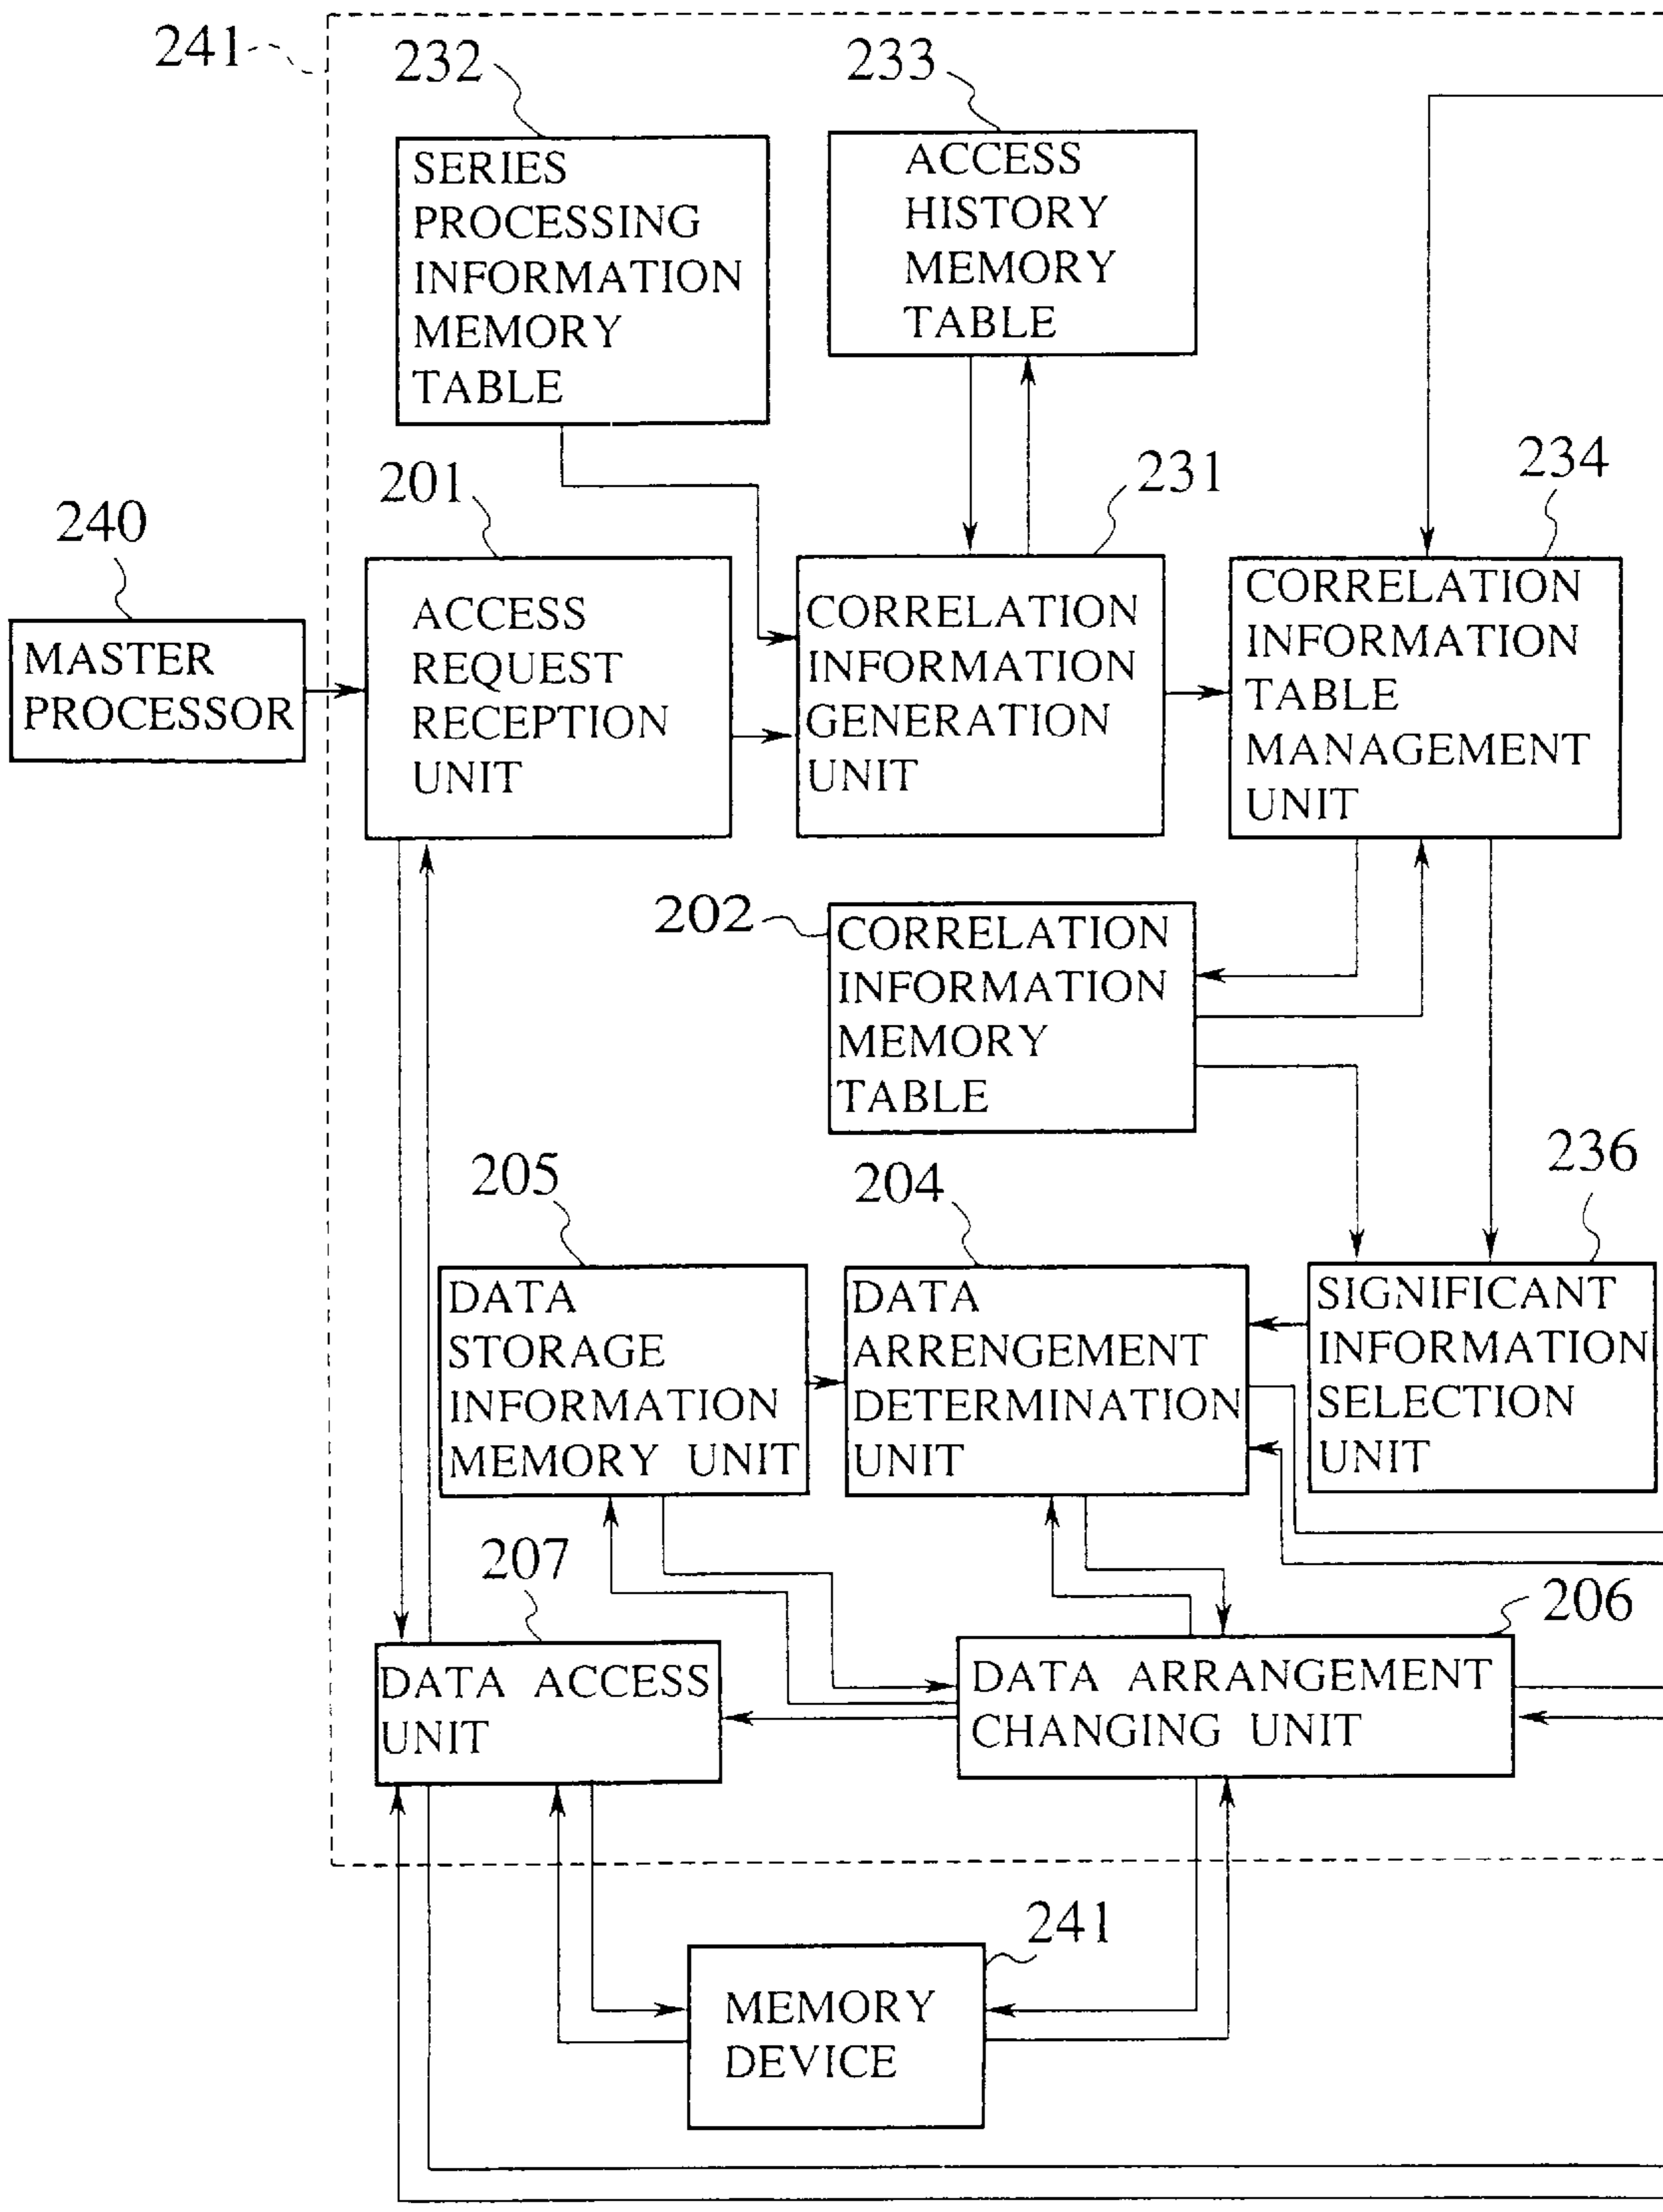 241
232
233
SERIES
PROCESSING
INFORMATION
MEMORY
TABLE
ACCESS
HISTORY
MEMORY
TABLE
240
201
231
234
MASTER
PROCESSOR
ACCESS
REQUEST
RECEPTION
UNIT
CORRELATION
INFORMATION
GENERATION
UNIT
CORRELATION
INFORMATION
TABLE
MANAGEMENT
UNIT
202
CORRELATION
INFORMATION
MEMORY
TABLE
205
204
236
DATA
STORAGE
INFORMATION
MEMORY UNIT
DATA
ARRENGEMENT
DETERMINATION
UNIT
SIGNIFICANT
INFORMATION
SELECTION
UNIT
207
206
DATA ACCESS
UNIT
DATA ARRANGEMENT
CHANGING UNIT
241
MEMORY
DEVICE